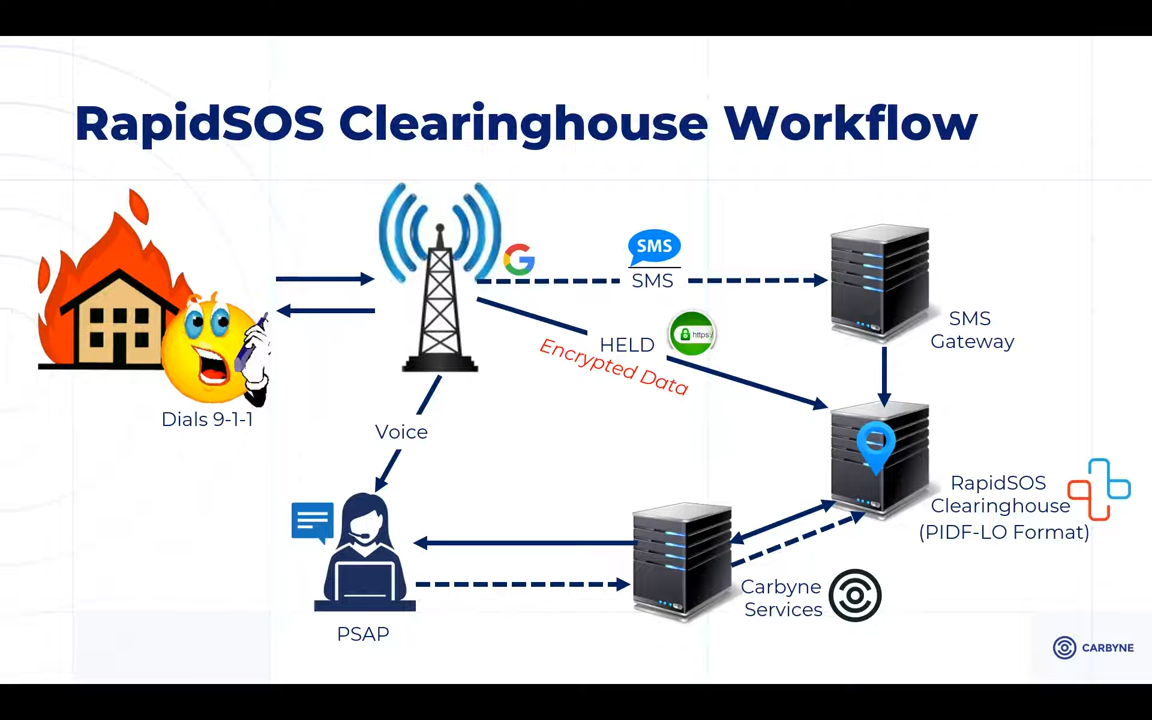 RapidSOS Clearinghouse Workflow
SMS
SMS
SMS
Gateway
HELD
https:/
Encrypted Data
Dials 9-1-1
Voice
RapidSOS
Clearinghouse
(PIDF-LO Format)
Carbyne
Services
PSAP
CARBYNE